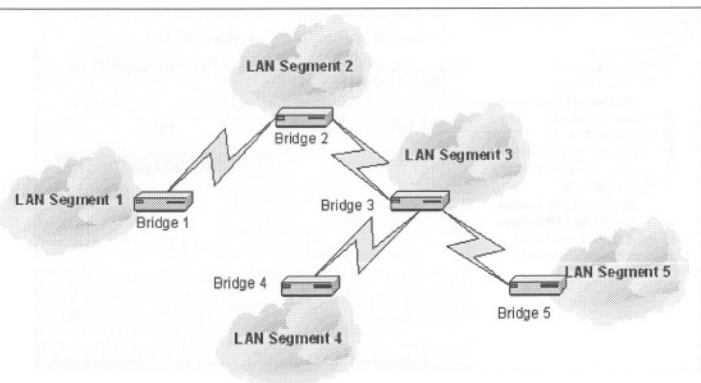 LAN Segment 2
Bridge 2
LAN Segment 3
LAN Segment 1
Bridge 1
Bridge 3
Bridge 4
LAN Segment 5
Bridge 5
LAN Segment 4